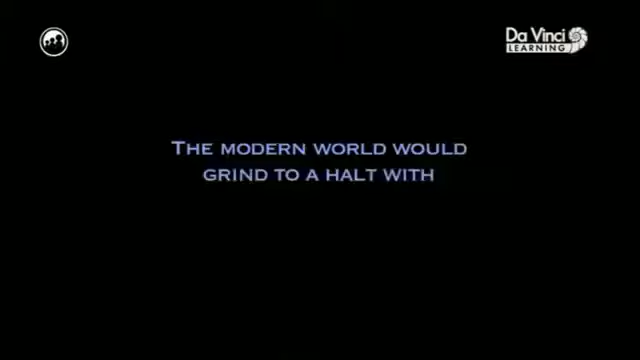 Da Vinci
LEARNING
THE MODERN WORLD WOULD
GRIND TO A HALT WITH